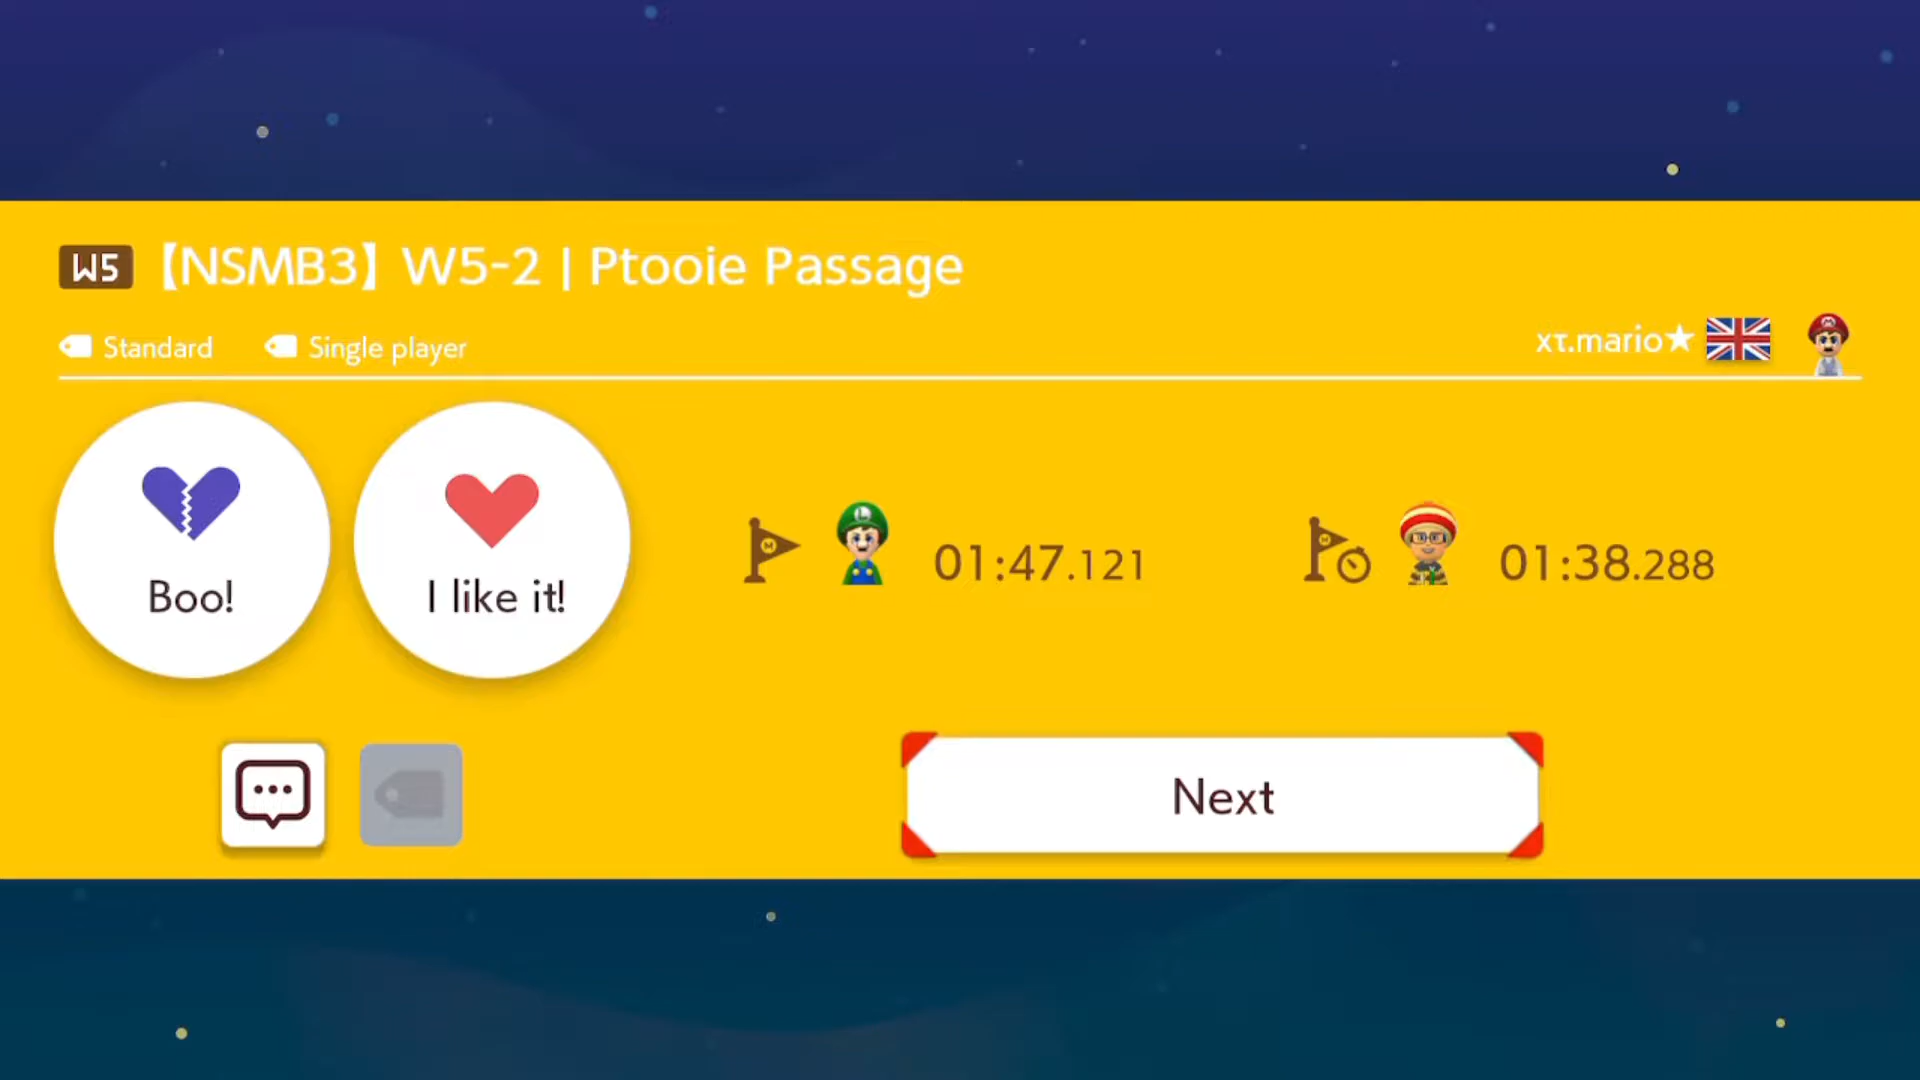 W5 【NSMB3】 W5-2 | Ptooie Passage
Standard Single player
xτ.mario★
Boo!
I like it!
01:47.121
01:38.288
Next